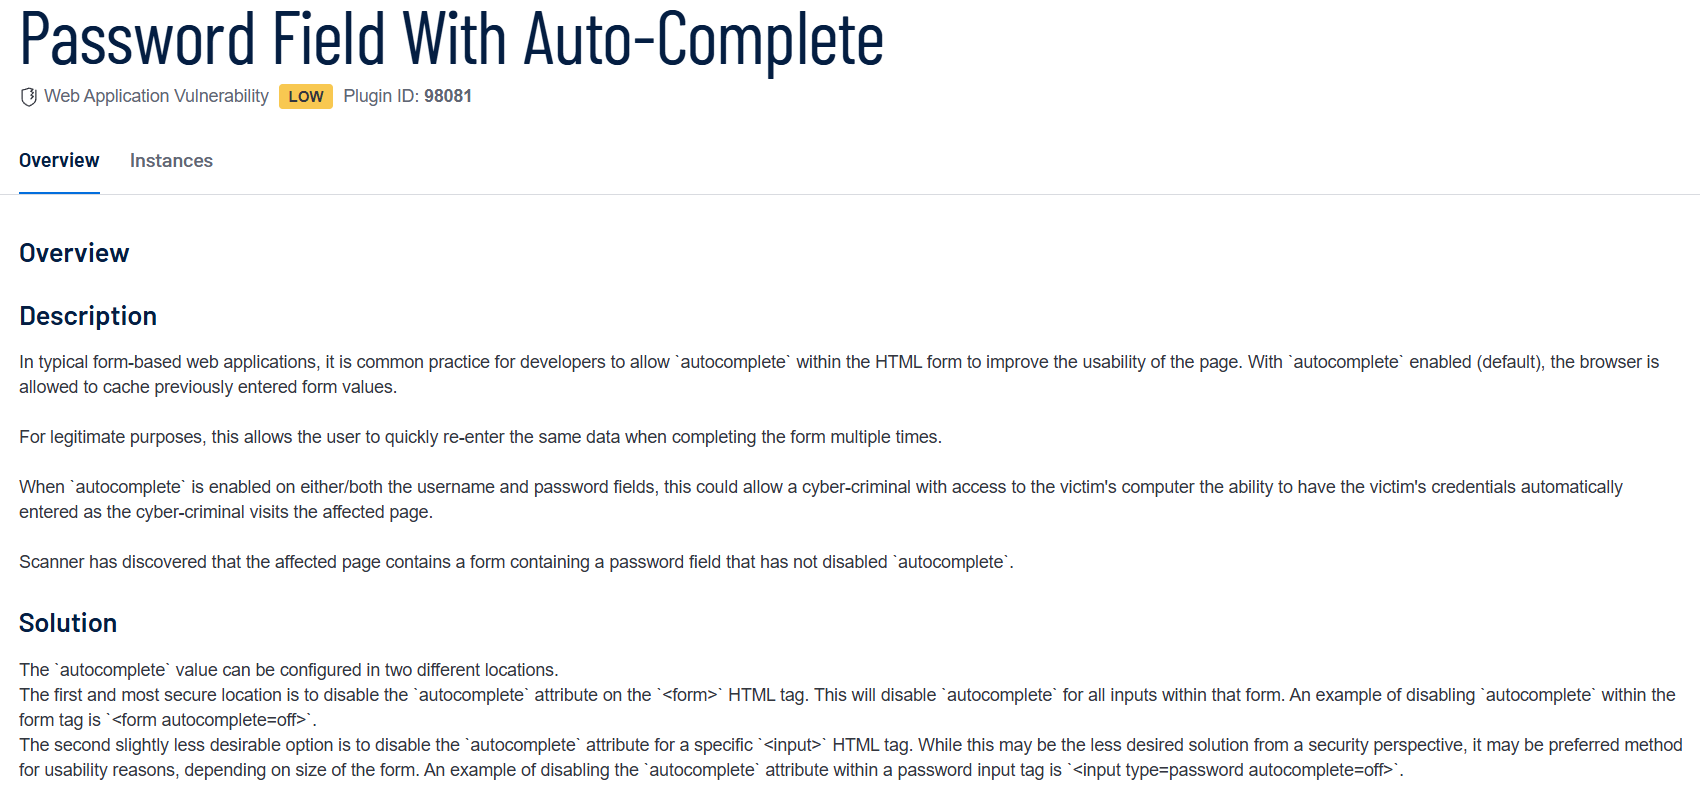 Password Field With Auto-Complete
Web Application Vulnerability LOW Plugin ID: 98081
Overview Instances
Overview
Description
In typical form-based web applications, it is common practice for developers to allow `autocomplete` within the HTML form to improve the usability of the page. With `autocomplete` enabled (default), the browser is
allowed to cache previously entered form values.
For legitimate purposes, this allows the user to quickly re-enter the same data when completing the form multiple times.
When `autocomplete` is enabled on either/both the username and password fields, this could allow a cyber-criminal with access to the victim's computer the ability to have the victim's credentials automatically
entered as the cyber-criminal visits the affected page.
Scanner has discovered that the affected page contains a form containing a password field that has not disabled `autocomplete`.
Solution
The `autocomplete` value can be configured in two different locations.
The first and most secure location is to disable the `autocomplete` attribute on the `<form>` HTML tag. This will disable `autocomplete` for all inputs within that form. An example of disabling `autocomplete` within the
form tag is `<form autocomplete=off>`.
The second slightly less desirable option is to disable the `autocomplete` attribute for a specific `<input>` HTML tag. While this may be the less desired solution from a security perspective, it may be preferred method
for usability reasons, depending on size of the form. An example of disabling the `autocomplete` attribute within a password input tag is `<input type=password autocomplete=off>`.